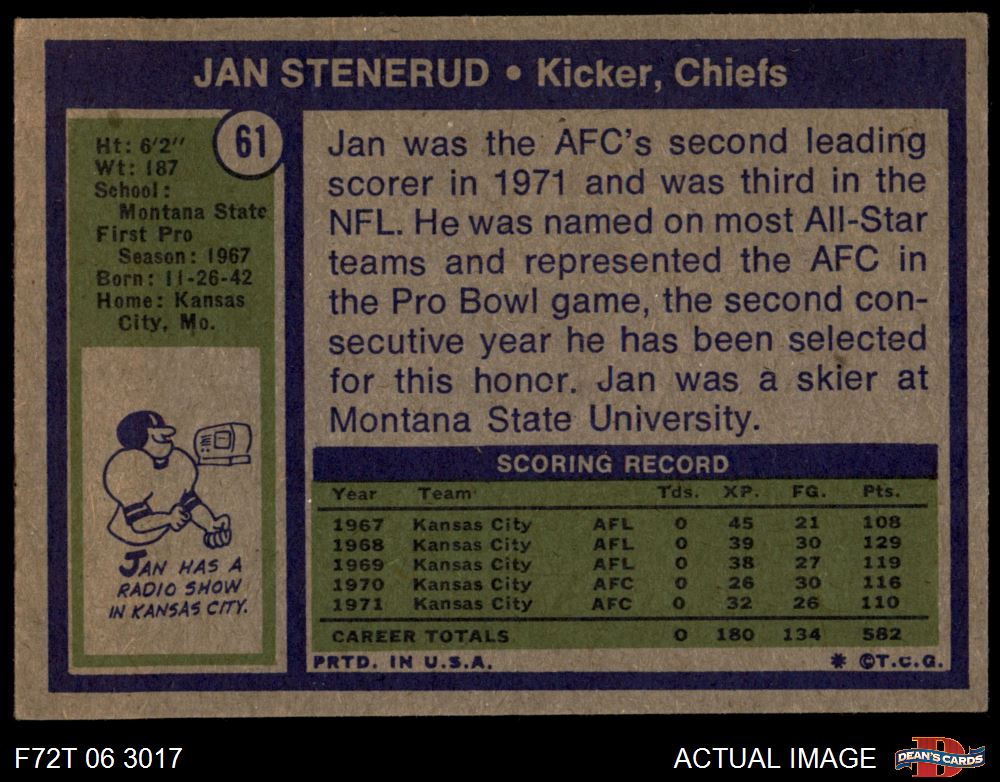 JAN STENERUD • Kicker, Chiefs
61
Ht: 6'2"
Wt: 187
School:
Montana State
First Pro
Season: 1967
Born: 11-26-42
Home: Kansas
City, Mo.
JAN HAS A
RADIO SHOW
IN KANSAS CITY.
Jan was the AFC's second leading
scorer in 1971 and was third in the
NFL. He was named on most All-Star
teams and represented the AFC in
the Pro Bowl game, the second con-
secutive year he has been selected
for this honor. Jan was a skier at
Montana State University.
SCORING RECORD
Year Team Tds. XP. FG. Pts.
1967 Kansas City AFL 0 45 21 108
1968 Kansas City AFL 0 39 30 129
1969 Kansas City AFL 0 38 27 119
1970 Kansas City AFC 0 26 30 116
1971 Kansas City AFC 0 32 26 110
CAREER TOTALS 0 180 134 582
PRTD. IN U.S.A. * ©T.C.G.
F72T 06 3017 ACTUAL IMAGE
D
DEAN'S CARDS